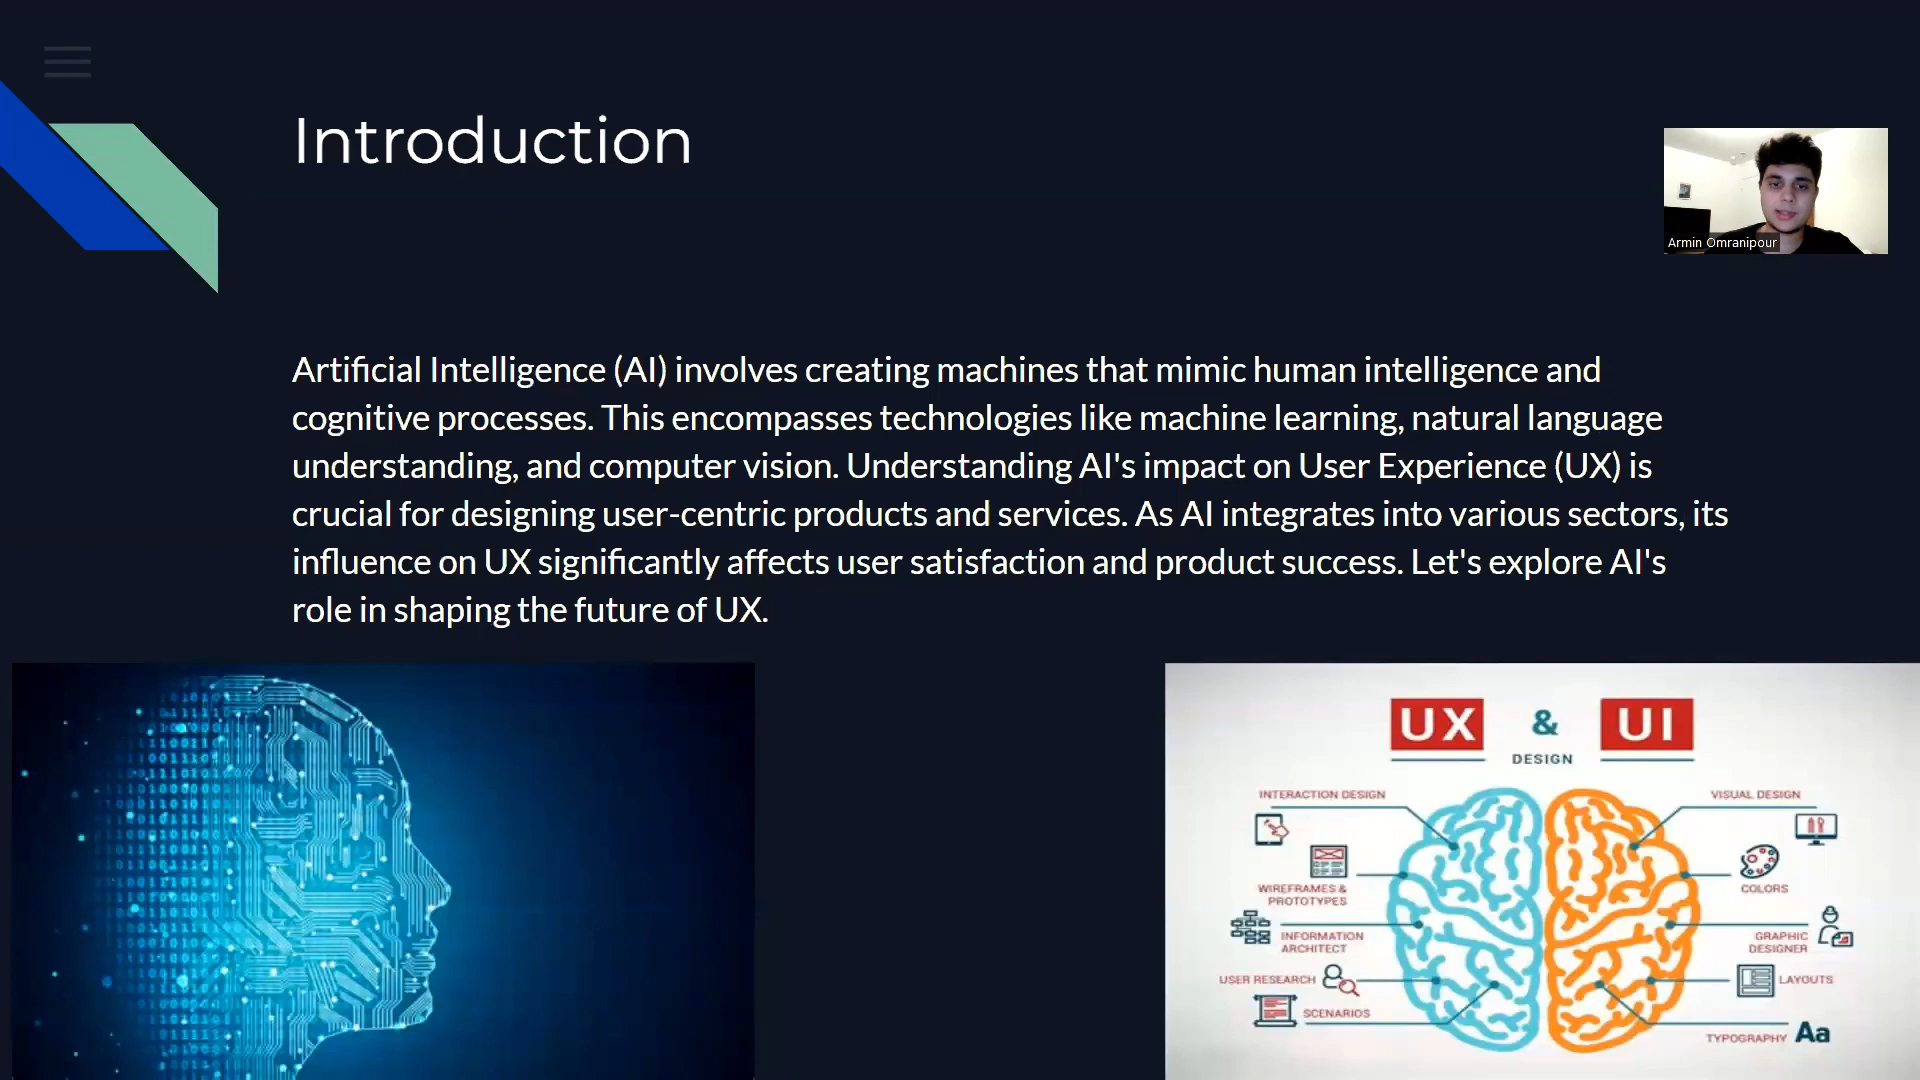 Introduction
Armin Omranipour
Artificial Intelligence (AI) involves creating machines that mimic human intelligence and
cognitive processes. This encompasses technologies like machine learning, natural language
understanding, and computer vision. Understanding AI's impact on User Experience (UX) is
crucial for designing user-centric products and services. As AI integrates into various sectors, its
influence on UX significantly affects user satisfaction and product success. Let's explore AI's
role in shaping the future of UX.
UX & UI
DESIGN
INTERACTION DESIGN
WIREFRAMES &
PROTOTYPES
INFORMATION
ARCHITECT
USER RESEARCH
SCENARIOS
VISUAL DESIGN
COLORS
GRAPHIC
DESIGNER
LAYOUTS
TYPOGRAPHY Aa